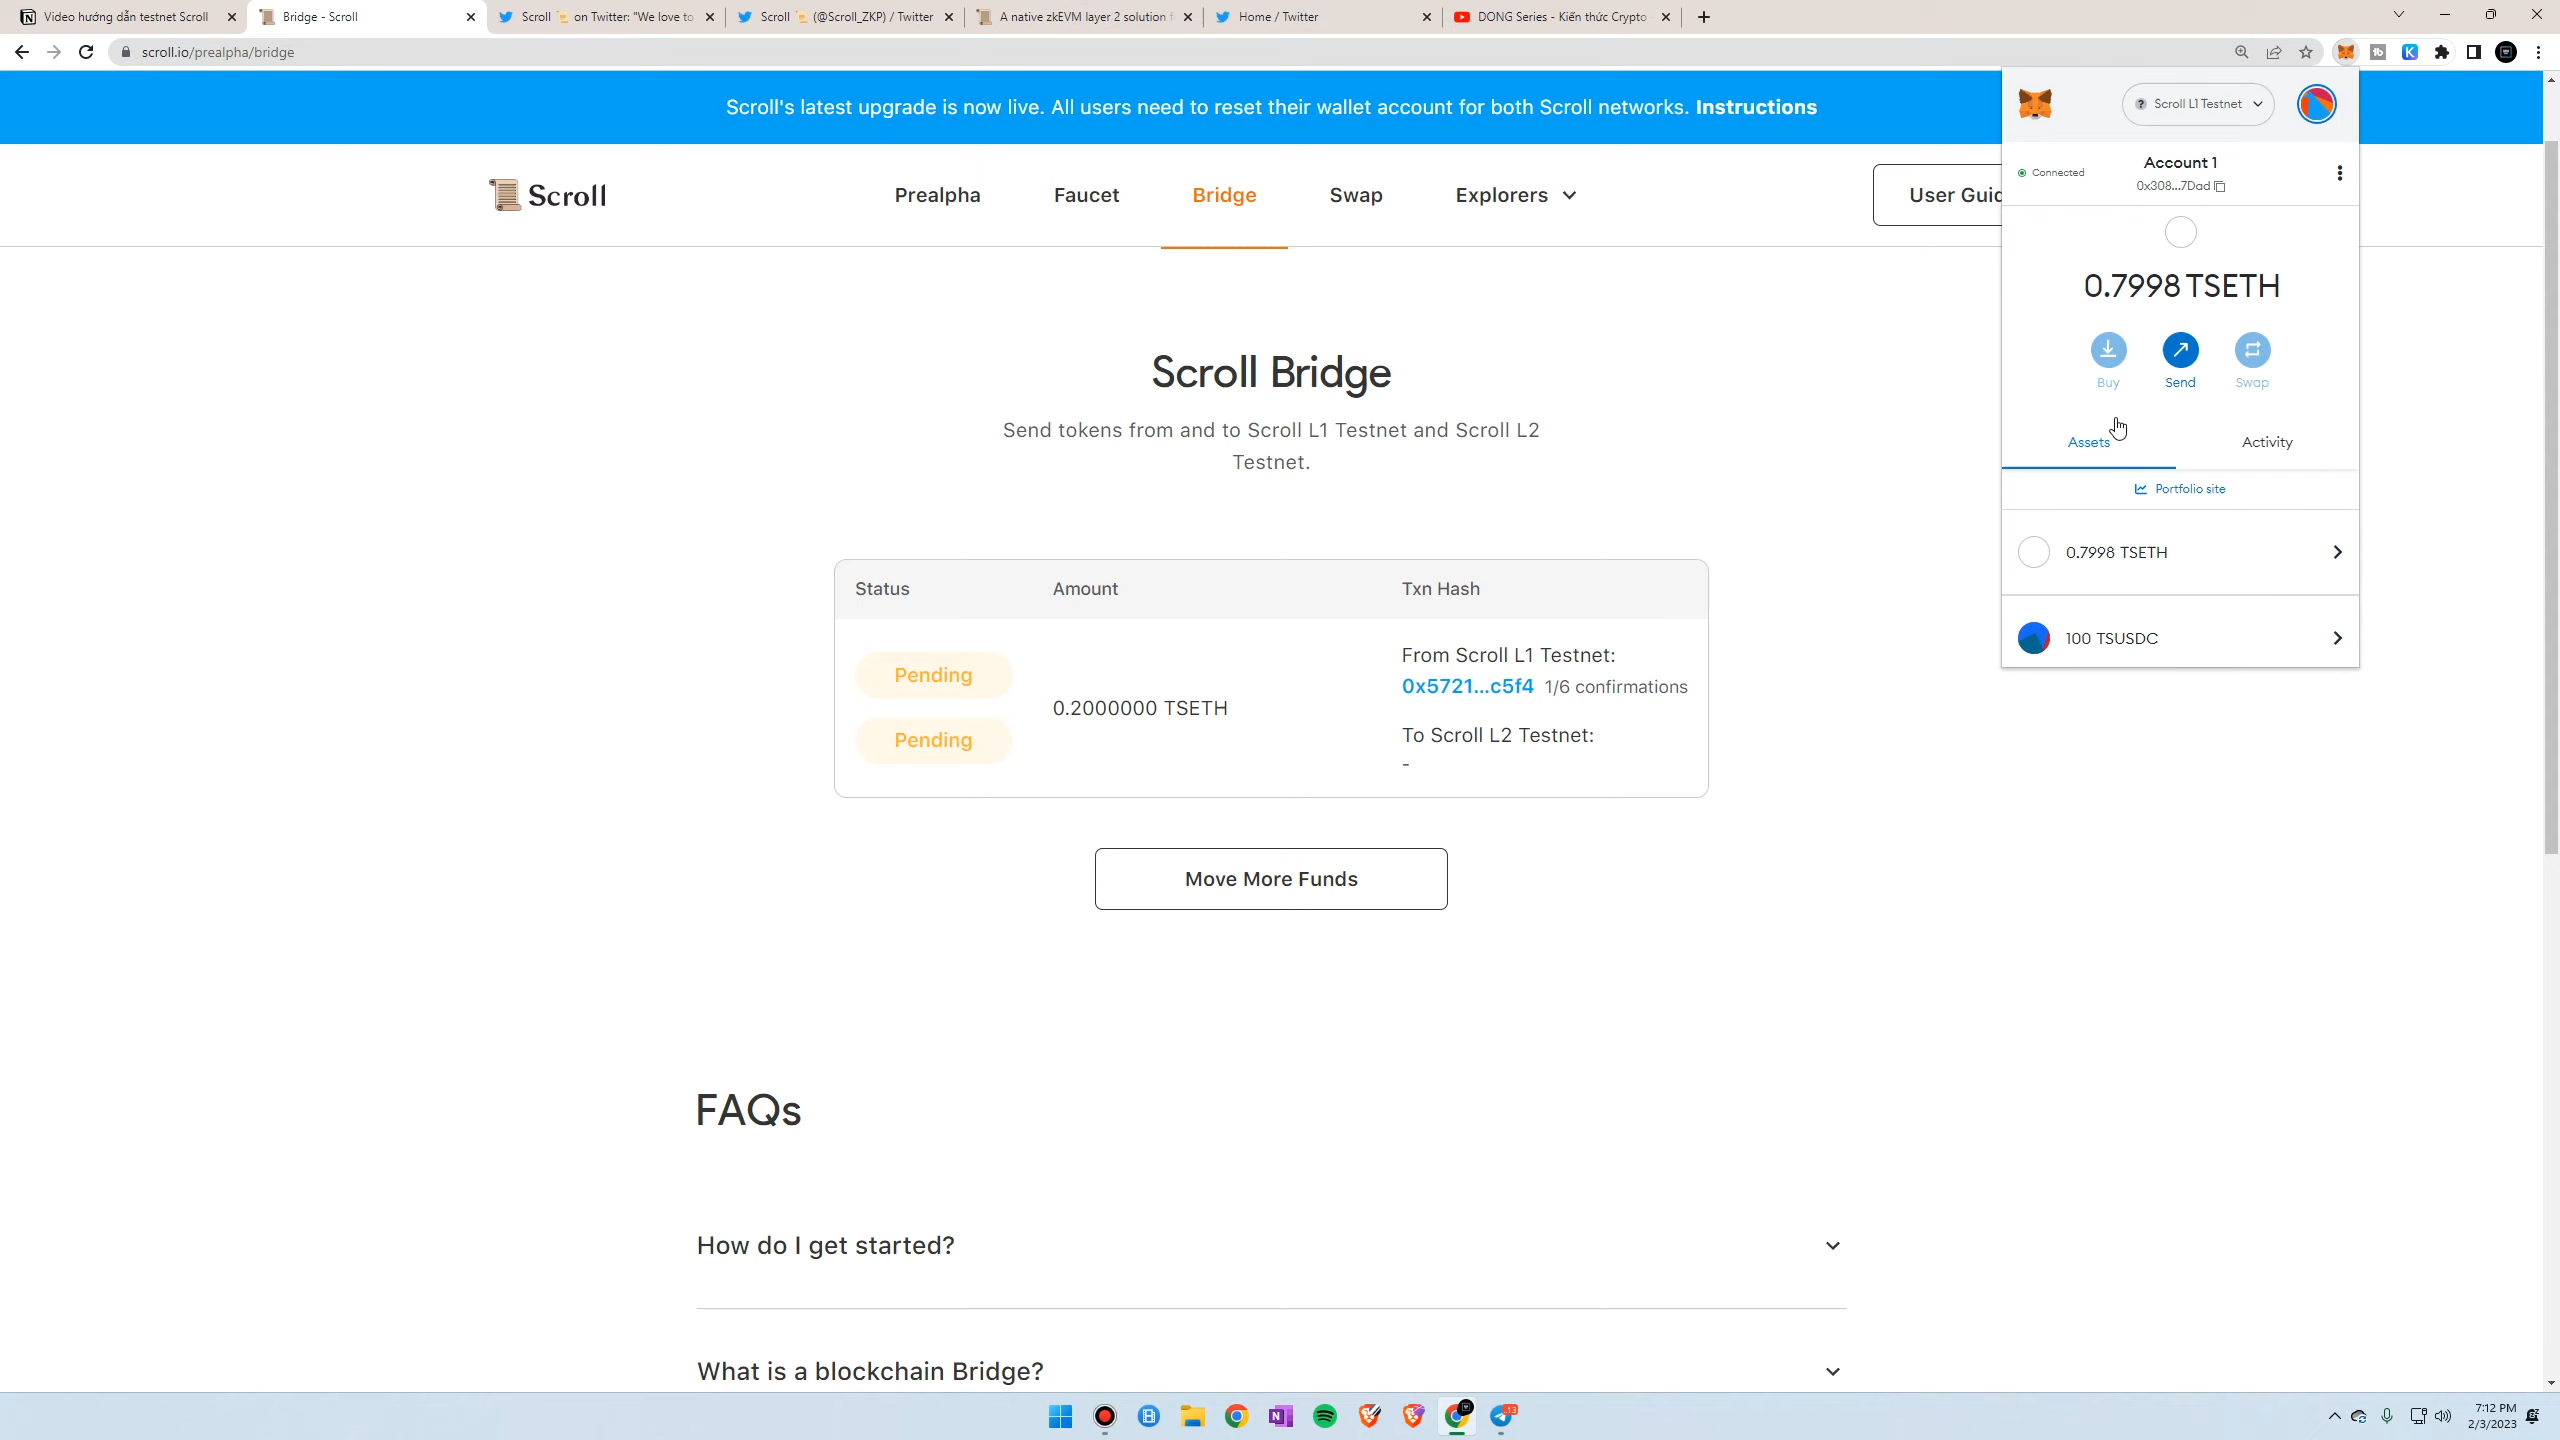 Video hướng dẫn testnet Scroll
Bridge - Scroll
Scroll 📜 on Twitter: "We love to
Scroll 📜 (@Scroll_ZKP) / Twitter
A native zkEVM layer 2 solution f
Home / Twitter
DONG Series - Kiến thức Crypto
scroll.io/prealpha/bridge
Scroll's latest upgrade is now live. All users need to reset their wallet account for both Scroll networks. Instructions
Scroll
Prealpha
Faucet
Bridge
Swap
Explorers
User Guid
Scroll L1 Testnet
Connected
Account 1
0x308...7Dad
0.7998 TSETH
Buy
Send
Swap
Assets
Activity
Portfolio site
0.7998 TSETH
100 TSUSDC
Scroll Bridge
Send tokens from and to Scroll L1 Testnet and Scroll L2
Testnet.
Status
Amount
Txn Hash
Pending
Pending
0.2000000 TSETH
From Scroll L1 Testnet:
0x5721...c5f4 1/6 confirmations
To Scroll L2 Testnet:
-
Move More Funds
FAQs
How do I get started?
What is a blockchain Bridge?
13
7:12 PM
2/3/2023